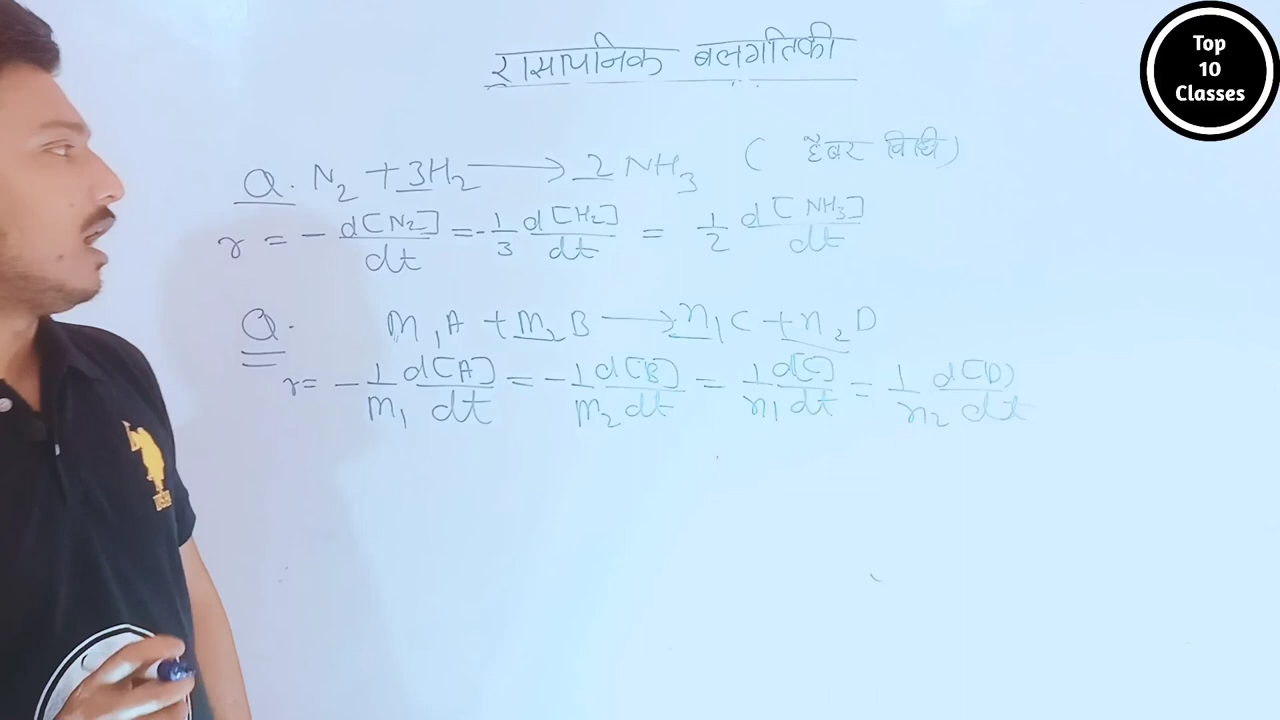 रासायनिक बलगतिकी
Top
10
Classes
Q. N₂ + 3H₂ ⟶ 2NH₃ ( हैबर विधि )
r = - d[N₂]/dt = - 1/3 d[H₂]/dt = 1/2 d[NH₃]/dt
Q. m₁A + m₂B ⟶ n₁C + n₂D
r = - 1/m₁ d[A]/dt = - 1/m₂ d[B]/dt = 1/n₁ d[C]/dt = 1/n₂ d[D]/dt